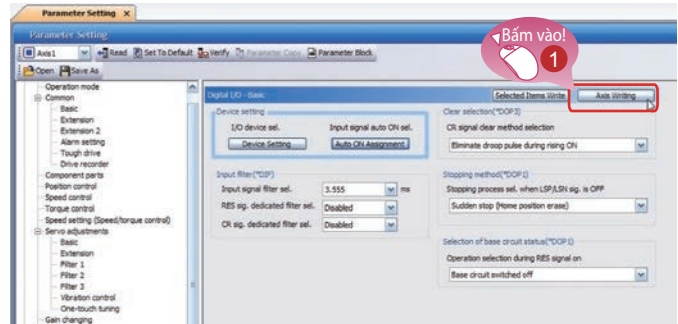 Parameter Setting
Parameter Setting
Axis1 Read Set To Default Verify Parameter Copy Parameter Block
Open Save As
Bấm vào!
1
Operation mode
Common
Basic
Extension
Extension 2
Alarm setting
Tough drive
Drive recorder
Component parts
Position control
Speed control
Torque control
Speed setting (Speed/torque control)
Servo adjustments
Basic
Extension
Filter 1
Filter 2
Filter 3
Vibration control
One-touch tuning
Gain changing
Digital I/O - Basic
Selected Items Write Axis Writing
Device setting
I/O device sel. Input signal auto ON sel.
Device Setting Auto ON Assignment
Input filter(*DIF)
Input signal filter sel. 3.555 ms
RES sig. dedicated filter sel. Disabled
CR sig. dedicated filter sel. Disabled
Clear selection(*DOP3)
CR signal clear method selection
Eliminate droop pulse during rising ON
Stopping method(*DOP1)
Stopping process sel. when LSP/LSN sig. is OFF
Sudden stop (Home position erase)
Selection of base circuit status(*DOP1)
Operation selection during RES signal on
Base circuit switched off